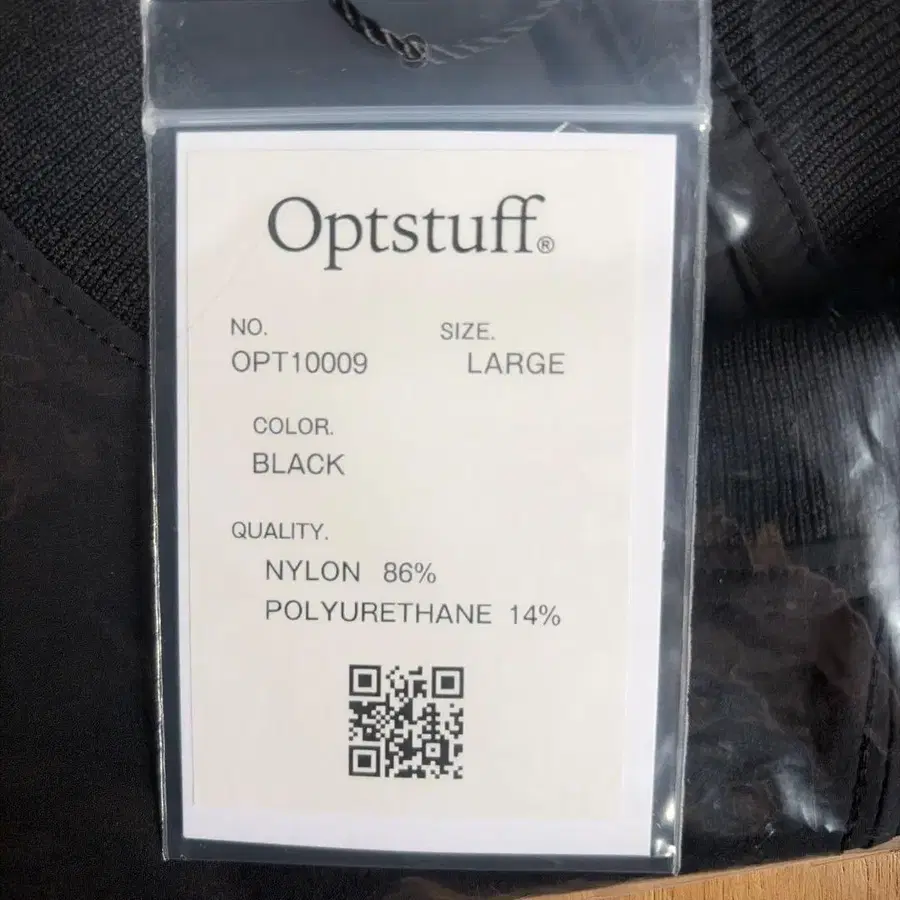 Optstuff®
NO. SIZE.
OPT10009 LARGE
COLOR.
BLACK
QUALITY.
NYLON 86%
POLYURETHANE 14%